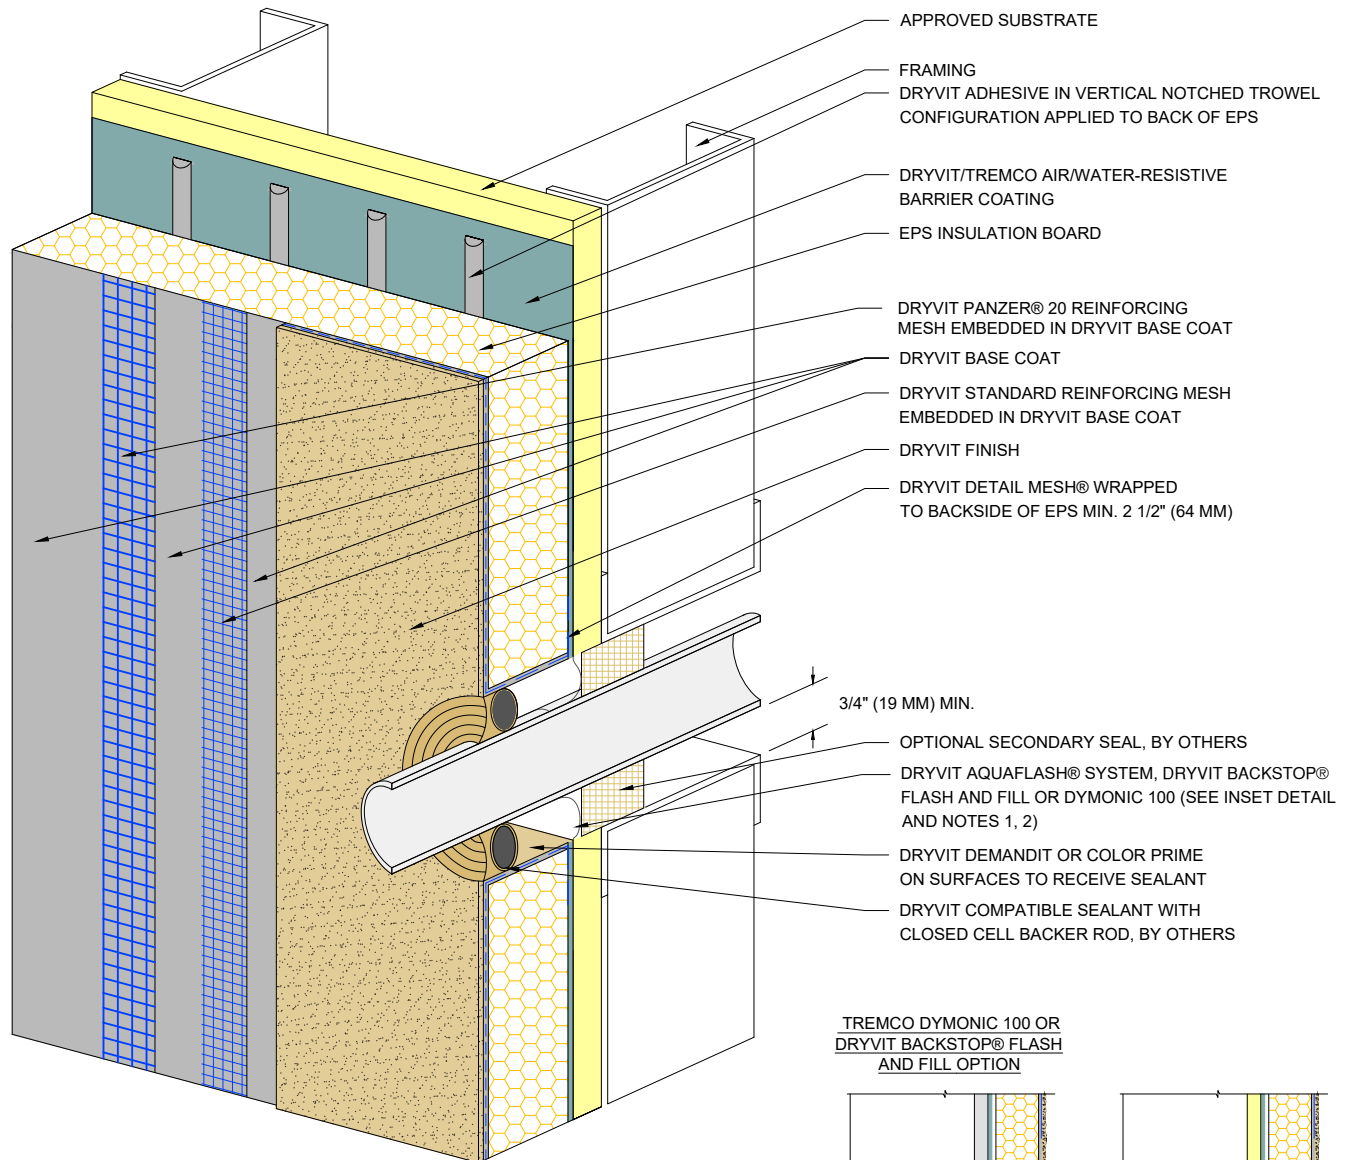 APPROVED SUBSTRATE
FRAMING
DRYVIT ADHESIVE IN VERTICAL NOTCHED TROWEL
CONFIGURATION APPLIED TO BACK OF EPS
DRYVIT/TREMCO AIR/WATER-RESISTIVE
BARRIER COATING
EPS INSULATION BOARD
DRYVIT PANZER® 20 REINFORCING
MESH EMBEDDED IN DRYVIT BASE COAT
DRYVIT BASE COAT
DRYVIT STANDARD REINFORCING MESH
EMBEDDED IN DRYVIT BASE COAT
DRYVIT FINISH
DRYVIT DETAIL MESH® WRAPPED
TO BACKSIDE OF EPS MIN. 2 1/2" (64 MM)
3/4" (19 MM) MIN.
OPTIONAL SECONDARY SEAL, BY OTHERS
DRYVIT AQUAFLASH® SYSTEM, DRYVIT BACKSTOP®
FLASH AND FILL OR DYMONIC 100 (SEE INSET DETAIL
AND NOTES 1, 2)
DRYVIT DEMANDIT OR COLOR PRIME
ON SURFACES TO RECEIVE SEALANT
DRYVIT COMPATIBLE SEALANT WITH
CLOSED CELL BACKER ROD, BY OTHERS
TREMCO DYMONIC 100 OR
DRYVIT BACKSTOP® FLASH
AND FILL OPTION